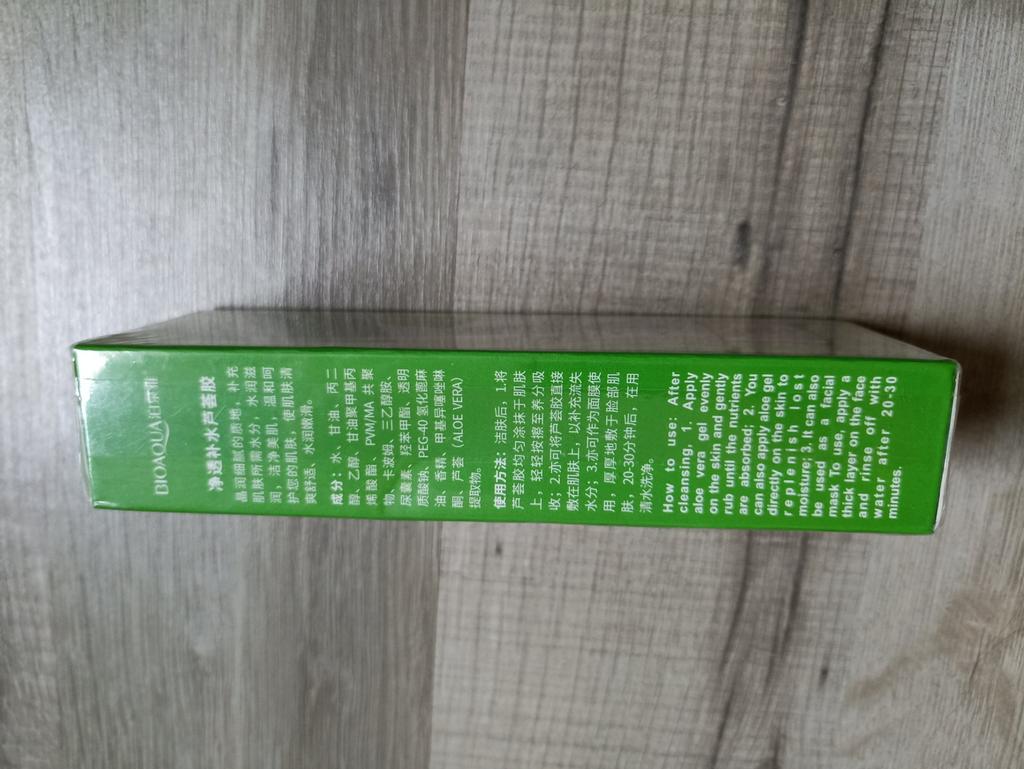 BIOAQUA泊泉雅
净透补水芦荟胶
晶润细腻的质地，补充
肌肤所需水分，水润滋
润，洁净美肌，温和呵
护您的肌肤，使肌肤清
爽舒适、水润嫩滑。
成分：水、甘油、丙二
醇、乙醇、甘油聚甲基丙
烯酸酯、PVM/MA 共聚
物、卡波姆、三乙醇胺、
尿囊素、羟苯甲酯、透明
质酸钠、PEG-40 氢化蓖麻
油、香精、甲基异噻唑啉
酮、芦荟（ALOE VERA）
提取物。
使用方法：洁肤后，1.将
芦荟胶均匀涂抹于肌肤
上，轻轻按擦至养分吸
收；2.亦可将芦荟胶直接
敷在肌肤上，以补充流失
水分；3.亦可作为面膜使
用，厚厚地敷于脸部肌
肤，20-30分钟后，在用
清水洗净。
How to use: After
cleansing, 1. Apply
aloe vera gel evenly
on the skin and gently
rub until the nutrients
are absorbed; 2. You
can also apply aloe gel
directly on the skin to
replenish lost
moisture; 3. It can also
be used as a facial
mask To use, apply a
thick layer on the face
and rinse off with
water after 20-30
minutes.